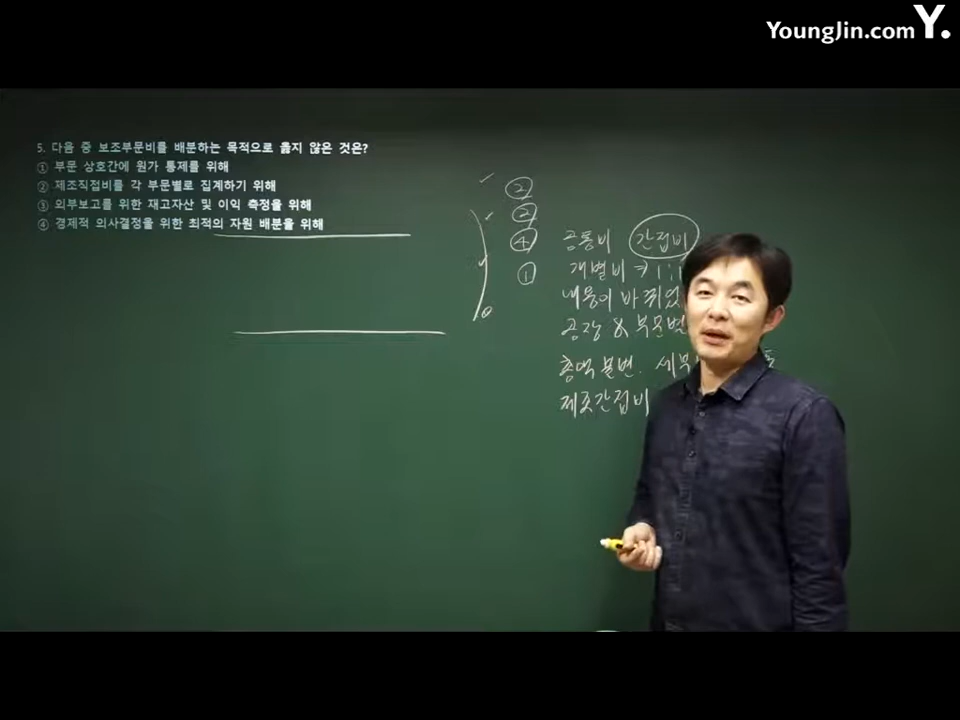 YoungJin.com Y.
5. 다음 중 보조부문비를 배분하는 목적으로 옳지 않은 것은?
① 부문 상호간에 원가 통제를 위해
② 제조직접비를 각 부문별로 집계하기 위해
③ 외부보고를 위한 재고자산 및 이익 측정을 위해
④ 경제적 의사결정을 위한 최적의 자원 배분을 위해
②
②
④
①
공통비 간접비
개별비 ⇒
내용이 바뀌었
공장 & 부문별
총액 불변. 세부
제조간접비